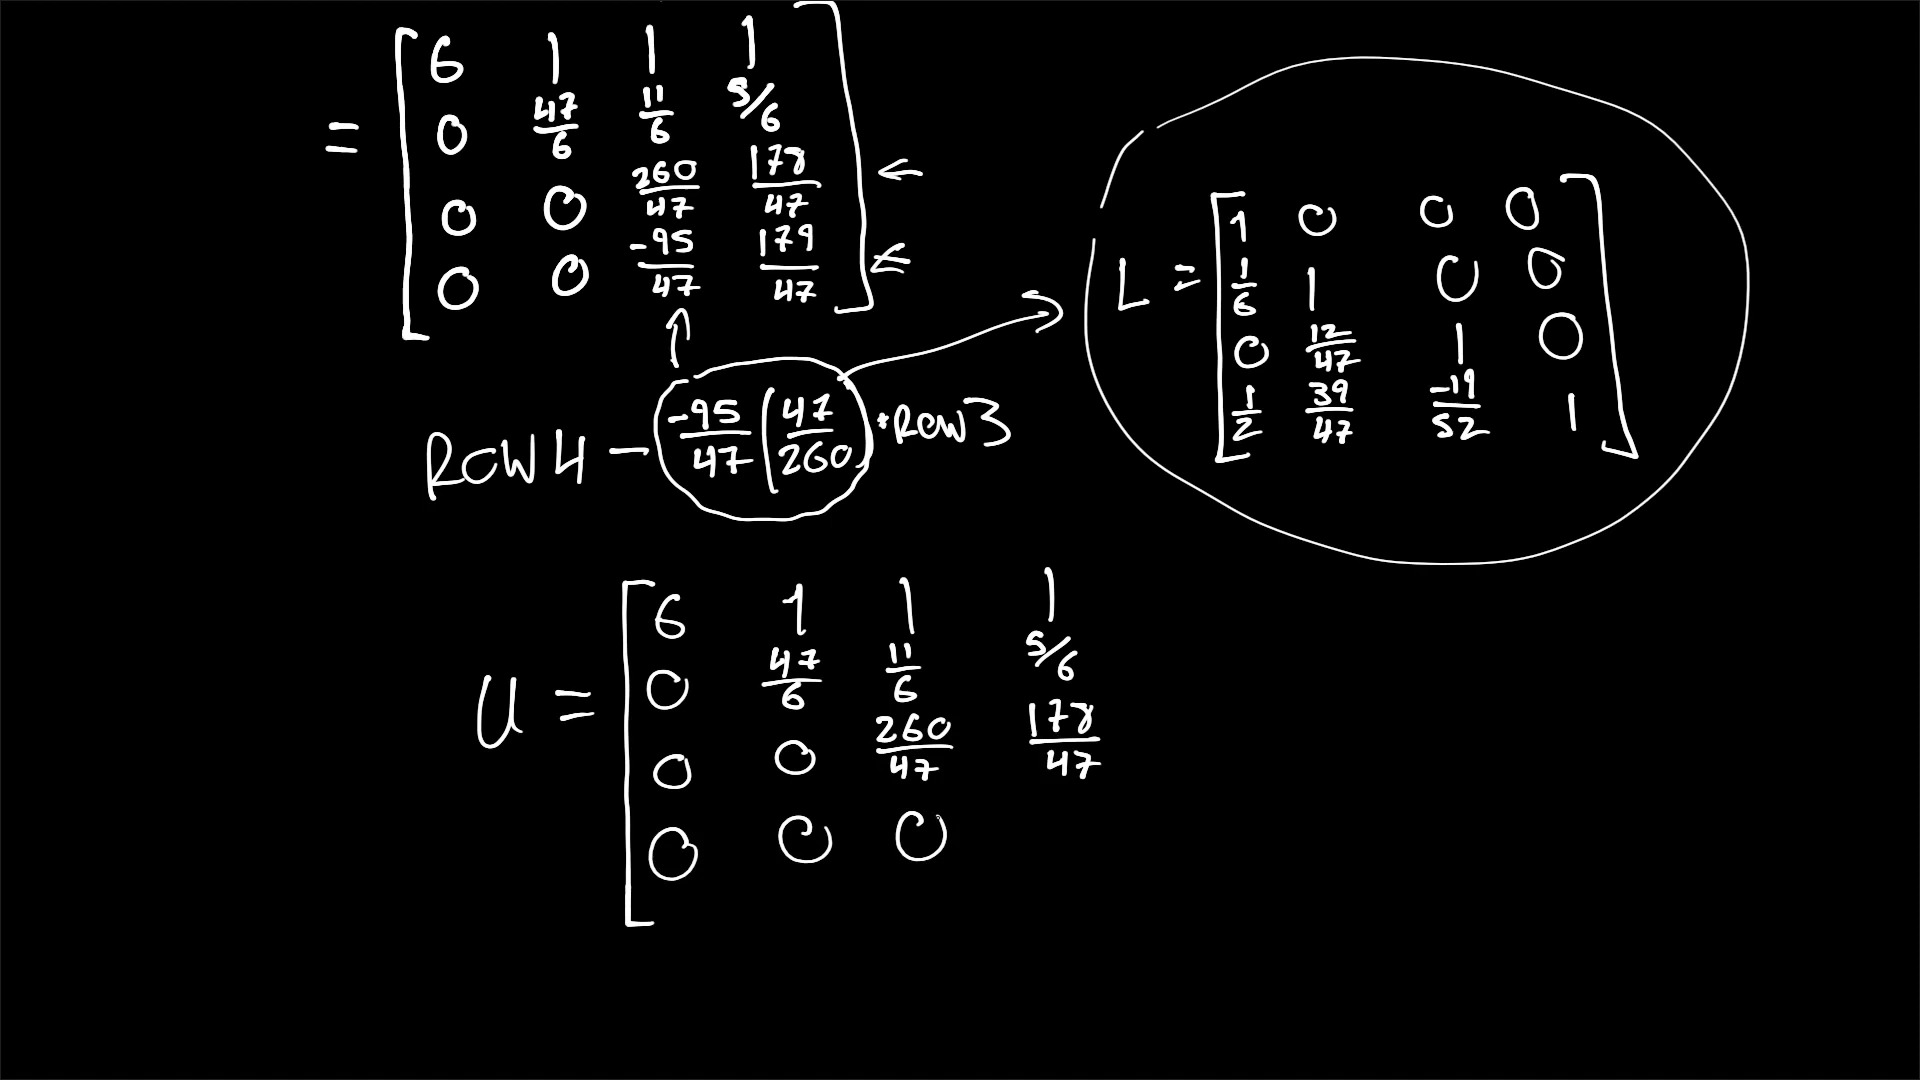 = [ 6 1 1 1
0 47/6 11/6 5/6
0 0 260/47 178/47 ←
0 0 -95/47 179/47 ] ←
ROW 4 - -95/47 (47/260) * ROW 3
L = [ 1 0 0 0
1/6 1 0 0
0 12/47 1 0
1/2 39/47 -19/52 1 ]
U = [ 6 1 1 1
0 47/6 11/6 5/6
0 0 260/47 178/47
0 0 0